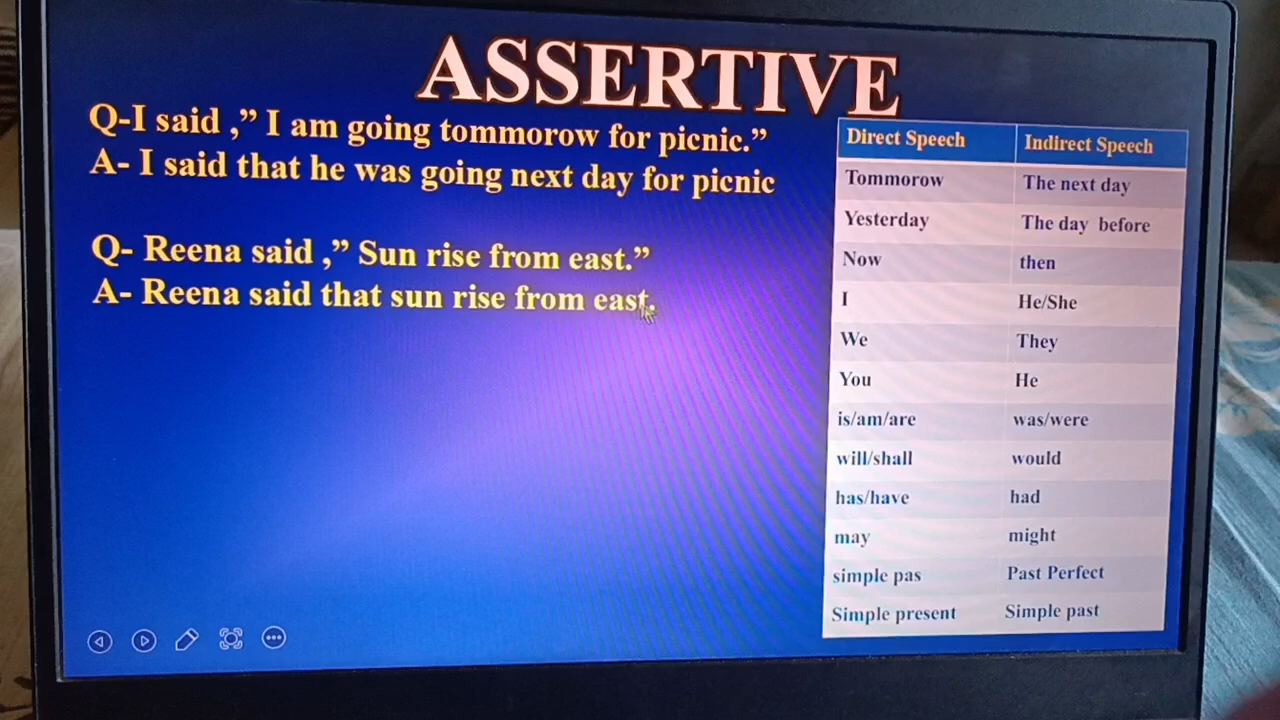 ASSERTIVE
Q-I said ,” I am going tommorow for picnic.”
A- I said that he was going next day for picnic
Q- Reena said ,” Sun rise from east.”
A- Reena said that sun rise from east.
Direct Speech Indirect Speech
Tommorow The next day
Yesterday The day before
Now then
I He/She
We They
You He
is/am/are was/were
will/shall would
has/have had
may might
simple pas Past Perfect
Simple present Simple past